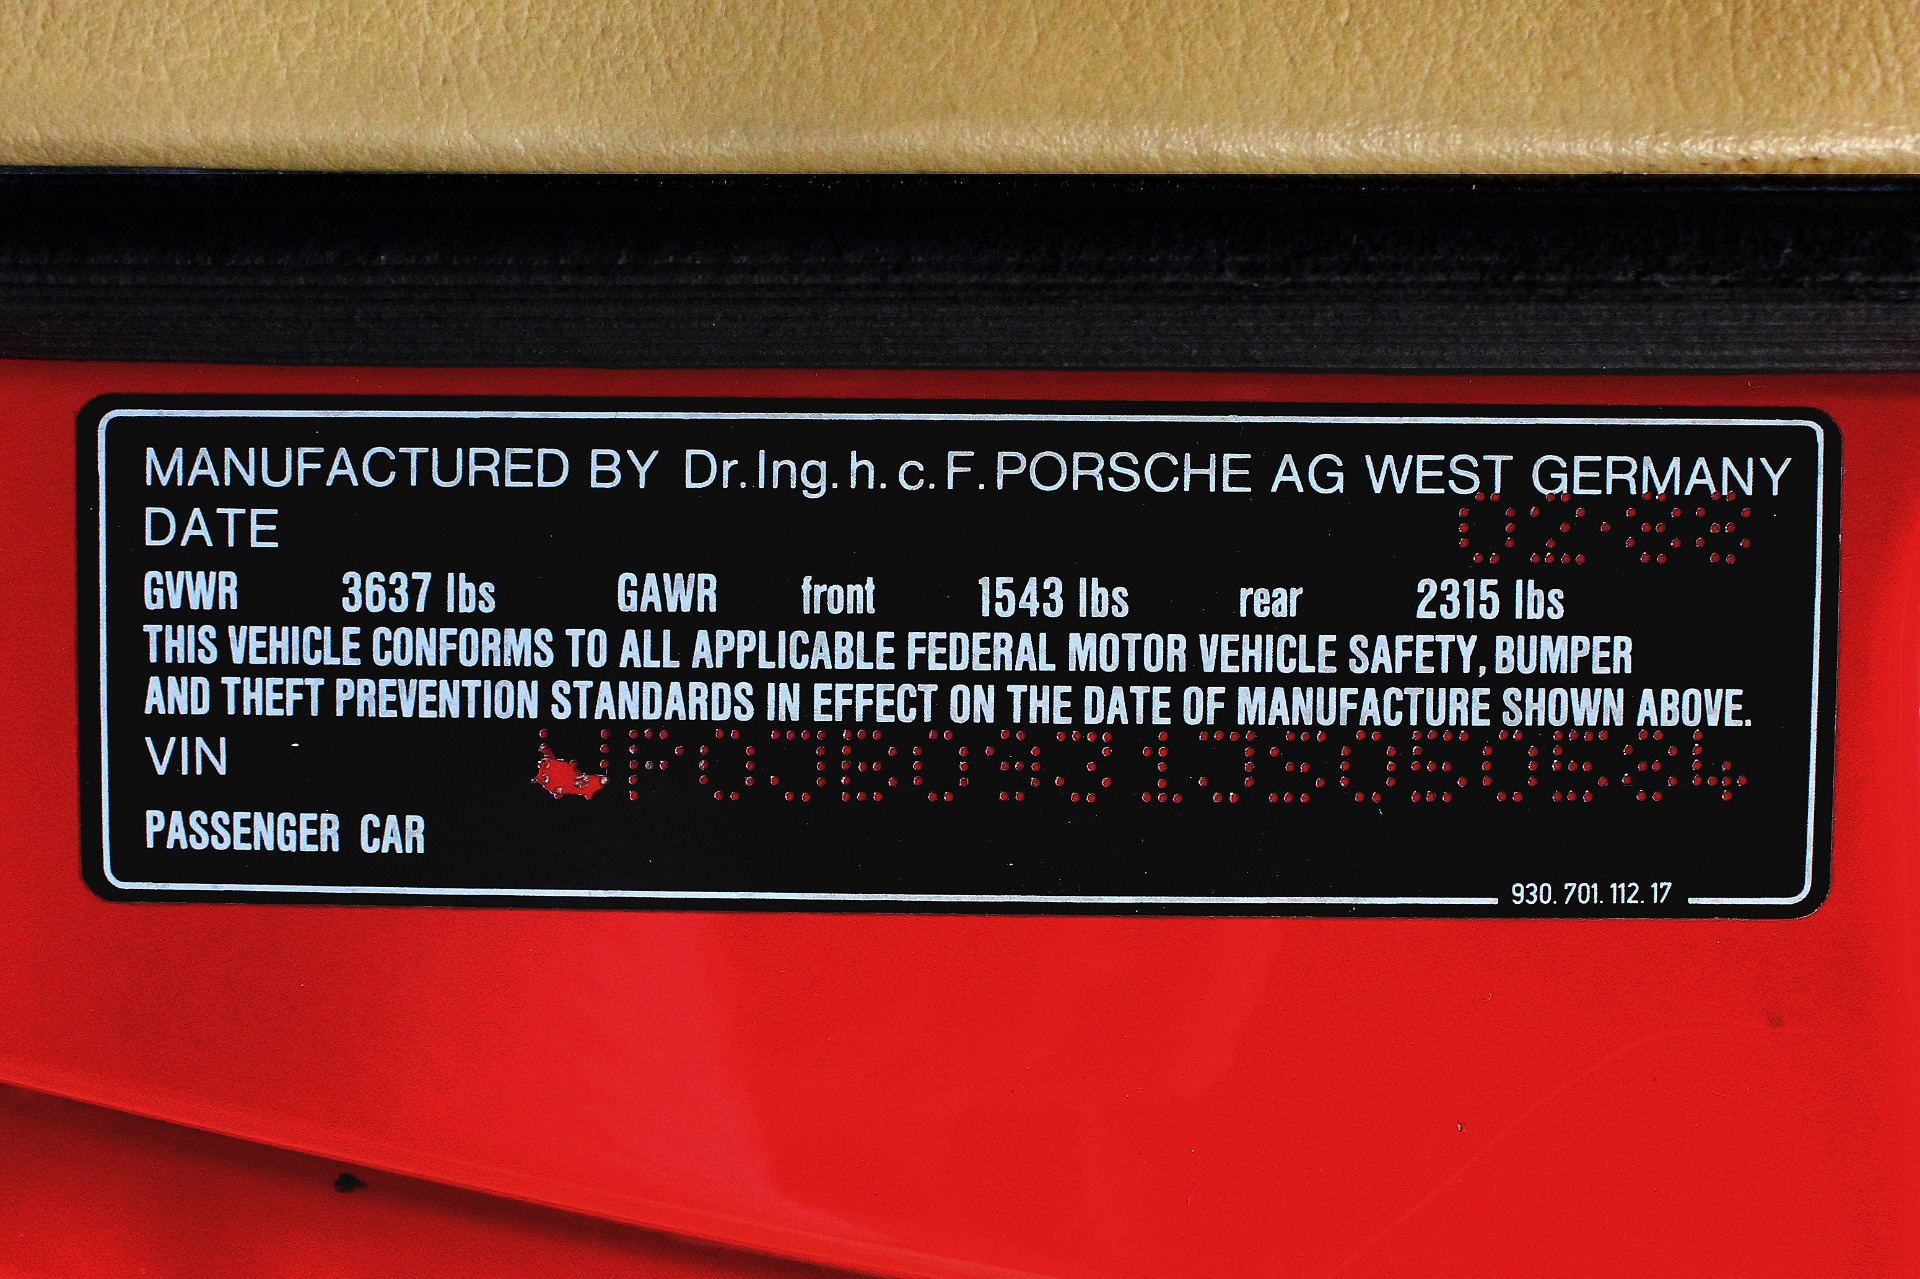 MANUFACTURED BY Dr.Ing.h.c.F.PORSCHE AG WEST GERMANY
DATE 02·88
GVWR 3637 lbs GAWR front 1543 lbs rear 2315 lbs
THIS VEHICLE CONFORMS TO ALL APPLICABLE FEDERAL MOTOR VEHICLE SAFETY, BUMPER
AND THEFT PREVENTION STANDARDS IN EFFECT ON THE DATE OF MANUFACTURE SHOWN ABOVE.
VIN WP0JB0931JS050584
PASSENGER CAR
930.701.112.17